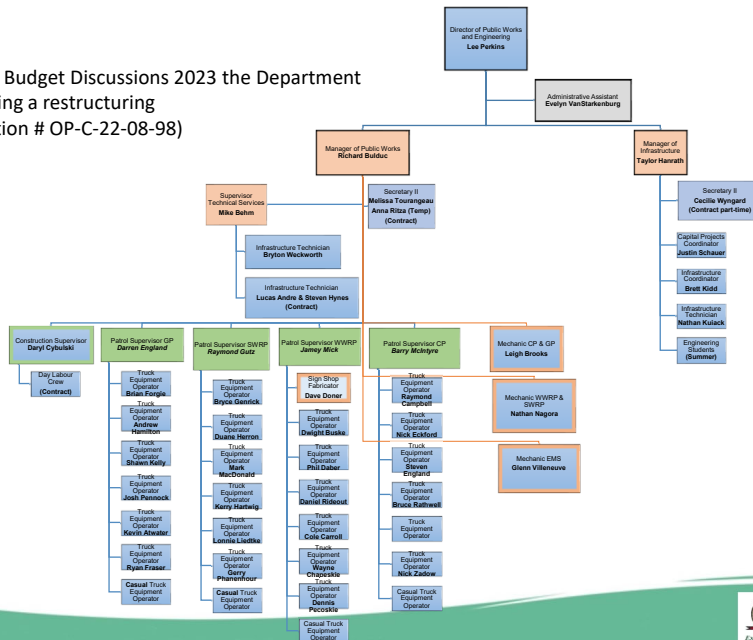 Budget Discussions 2023 the Department
ing a restructuring
tion # OP-C-22-08-98)
Director of Public Works
and Engineering
Lee Perkins
Administrative Assistant
Evelyn VanStarkenburg
Manager of Public Works
Richard Bulduc
Manager of
Infrastructure
Taylor Hanrath
Supervisor
Technical Services
Mike Behm
Secretary II
Melissa Tourangeau
Anna Ritza (Temp)
(Contract)
Secretary II
Cecilie Wyngard
(Contract part-time)
Infrastructure Technician
Bryton Weckworth
Infrastructure Technician
Lucas Andre & Steven Hynes
(Contract)
Capital Projects
Coordinator
Justin Schauer
Infrastructure
Coordinator
Brett Kidd
Infrastructure
Technician
Nathan Kuiack
Engineering
Students
(Summer)
Construction Supervisor
Daryl Cybulski
Day Labour
Crew
(Contract)
Patrol Supervisor GP
Darren England
Truck
Equipment
Operator
Brian Forgie
Truck
Equipment
Operator
Andrew
Hamilton
Truck
Equipment
Operator
Shawn Kelly
Truck
Equipment
Operator
Josh Pennock
Truck
Equipment
Operator
Kevin Atwater
Truck
Equipment
Operator
Ryan Fraser
Casual Truck
Equipment
Operator
Patrol Supervisor SWRP
Raymond Gutz
Truck
Equipment
Operator
Bryce Genrick
Truck
Equipment
Operator
Duane Herron
Truck
Equipment
Operator
Mark
MacDonald
Truck
Equipment
Operator
Kerry Hartwig
Truck
Equipment
Operator
Lonnie Liedtke
Truck
Equipment
Operator
Gerry
Phanenhour
Casual Truck
Equipment
Operator
Patrol Supervisor WWRP
Jamey Mick
Sign Shop
Fabricator
Dave Doner
Truck
Equipment
Operator
Dwight Buske
Truck
Equipment
Operator
Phil Daber
Truck
Equipment
Operator
Daniel Rideout
Truck
Equipment
Operator
Cole Carroll
Truck
Equipment
Operator
Wayne
Chapeskie
Truck
Equipment
Operator
Dennis
Pecoskie
Casual Truck
Equipment
Operator
Patrol Supervisor CP
Barry McIntyre
Truck
Equipment
Operator
Raymond
Campbell
Truck
Equipment
Operator
Nick Eckford
Truck
Equipment
Operator
Steven
England
Truck
Equipment
Operator
Bruce Rathwell
Truck
Equipment
Operator
Truck
Equipment
Operator
Nick Zadow
Casual Truck
Equipment
Operator
Mechanic CP & GP
Leigh Brooks
Mechanic WWRP &
SWRP
Nathan Nagora
Mechanic EMS
Glenn Villeneuve